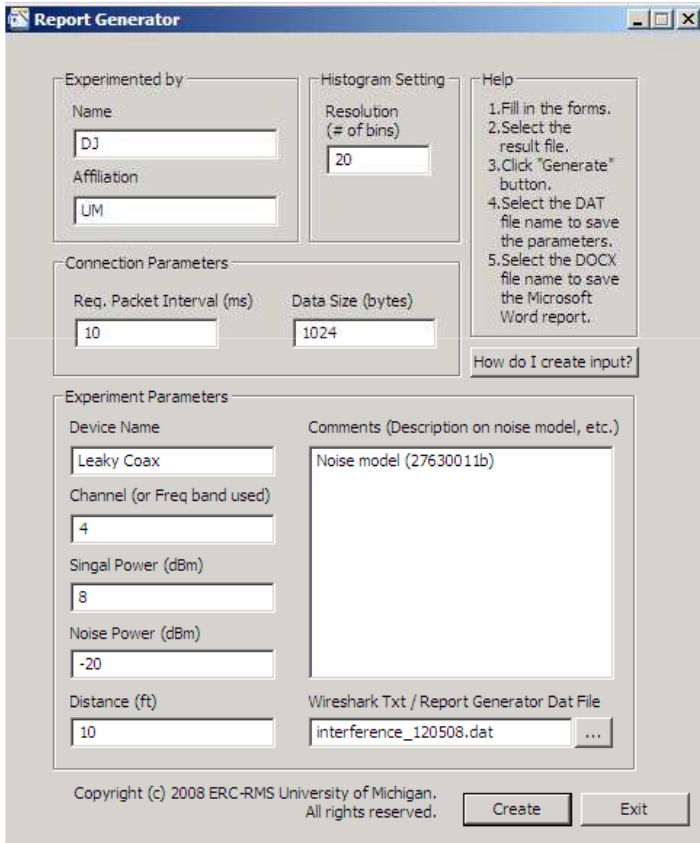 Report Generator
Experimented by
Name
DJ
Affiliation
UM
Histogram Setting
Resolution
(# of bins)
20
Help
1.Fill in the forms.
2.Select the
result file.
3.Click "Generate"
button.
4.Select the DAT
file name to save
the parameters.
5.Select the DOCX
file name to save
the Microsoft
Word report.
Connection Parameters
Req. Packet Interval (ms)
10
Data Size (bytes)
1024
How do I create input?
Experiment Parameters
Device Name
Leaky Coax
Channel (or Freq band used)
4
Singal Power (dBm)
8
Noise Power (dBm)
-20
Distance (ft)
10
Comments (Description on noise model, etc.)
Noise model (27630011b)
Wireshark Txt / Report Generator Dat File
interference_120508.dat
...
Copyright (c) 2008 ERC-RMS University of Michigan.
All rights reserved.
Create
Exit